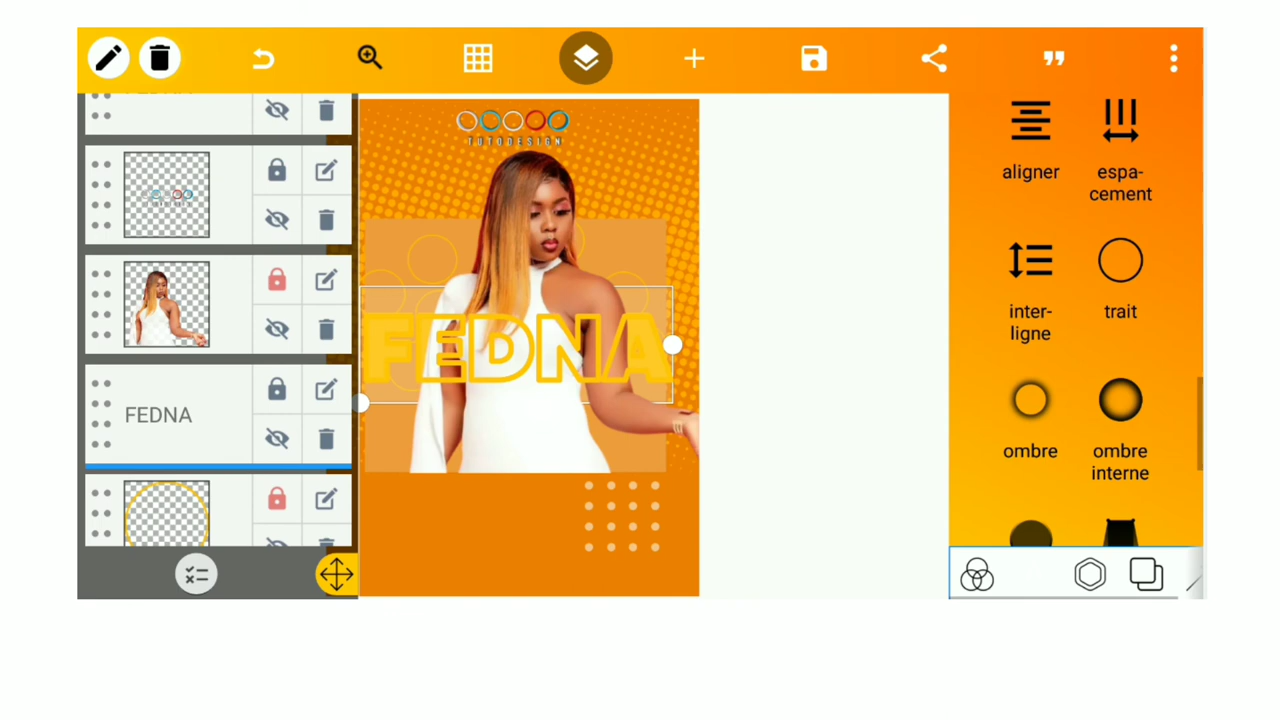 TUTODESIGN
FEDNA
FEDNA
aligner
espa-
cement
inter-
ligne
trait
ombre
ombre
interne